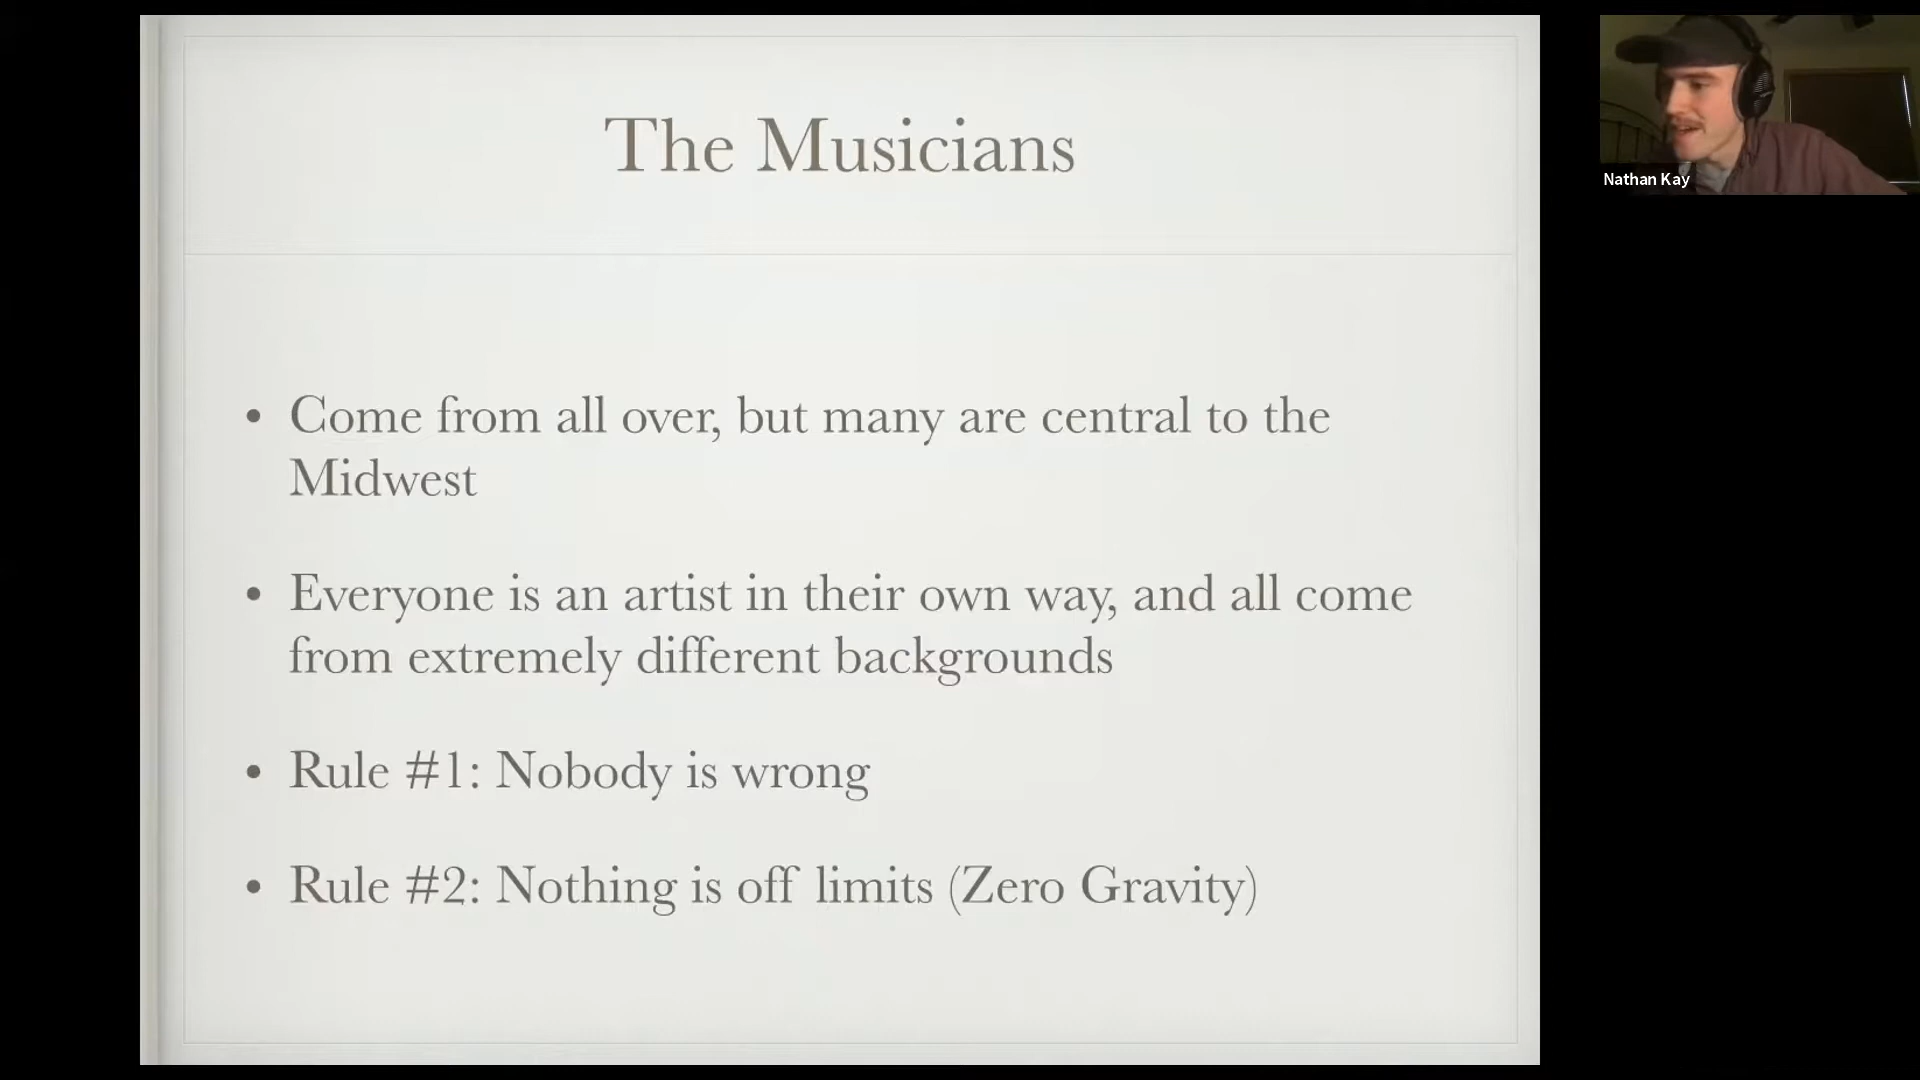 The Musicians
• Come from all over, but many are central to the
Midwest
• Everyone is an artist in their own way, and all come
from extremely different backgrounds
• Rule #1: Nobody is wrong
• Rule #2: Nothing is off limits (Zero Gravity)
Nathan Kay